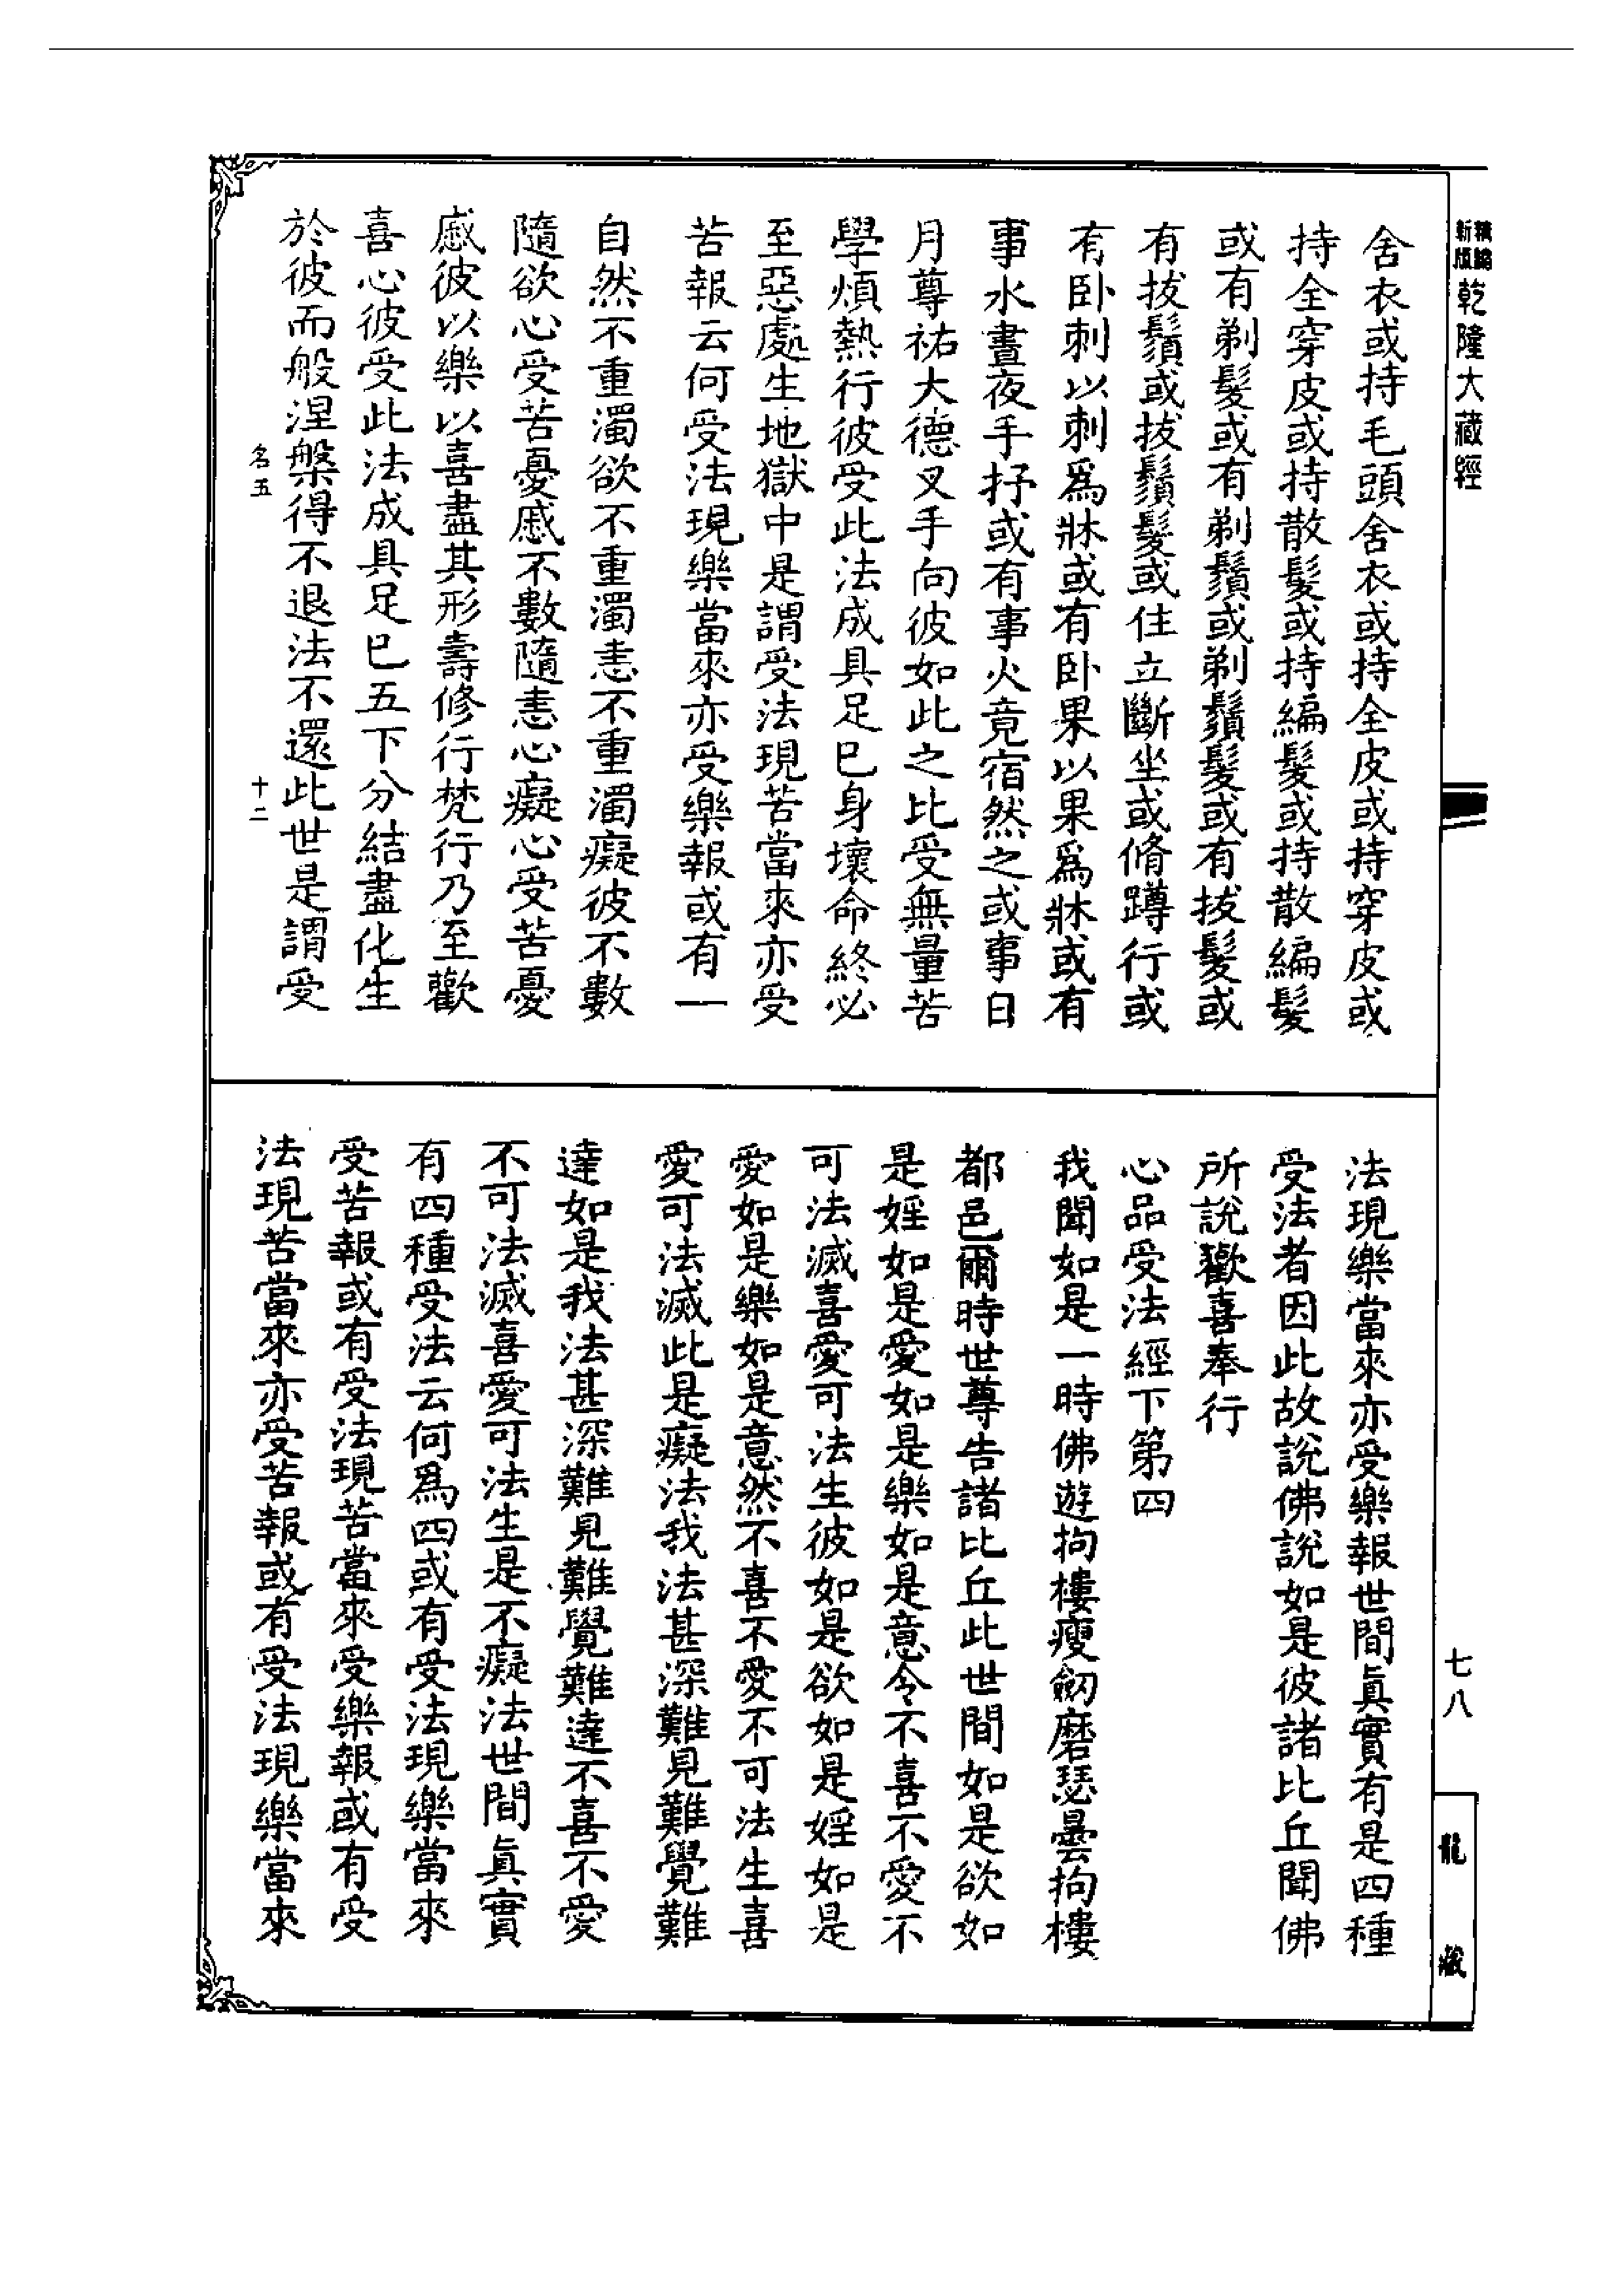 新版精縮
乾隆大藏經
舍衣或持毛頭舍衣或持全皮或持穿皮或
持全穿皮或持散髮或持編髮或持散編髮
或有剃髮或有剃鬚或剃鬚髮或有拔髮或
有拔鬚或拔鬚髮或住立斷坐或脩蹲行或
有卧刺以刺爲牀或有卧果以果爲牀或有
事水晝夜手抒或有事火竟宿然之或事日
月尊祐大德叉手向彼如此之比受無量苦
學煩熱行彼受此法成具足已身壞命終必
至惡處生地獄中是謂受法現苦當來亦受
苦報云何受法現樂當來亦受樂報或有一
自然不重濁欲不重濁恚不重濁癡彼不數
隨欲心受苦憂慼不數隨恚心癡心受苦憂
慼彼以樂以喜盡其形壽修行梵行乃至歡
喜心彼受此法成具足已五下分結盡化生
於彼而般涅槃得不退法不還此世是謂受
名五
十二
法現樂當來亦受樂報世間眞實有是四種
受法者因此故說佛說如是彼諸比丘聞佛
所說歡喜奉行
心品受法經下第四
我聞如是一時佛遊拘樓瘦劒磨瑟曇拘樓
都邑爾時世尊告諸比丘此世間如是欲如
是婬如是愛如是樂如是意令不喜不愛不
可法滅喜愛可法生彼如是欲如是婬如是
愛如是樂如是意然不喜不愛不可法生喜
愛可法滅此是癡法我法甚深難見難覺難
達如是我法甚深難見難覺難達不喜不愛
不可法滅喜愛可法生是不癡法世間眞實
有四種受法云何爲四或有受法現樂當來
受苦報或有受法現苦當來受樂報或有受
法現苦當來亦受苦報或有受法現樂當來
七八
龍藏